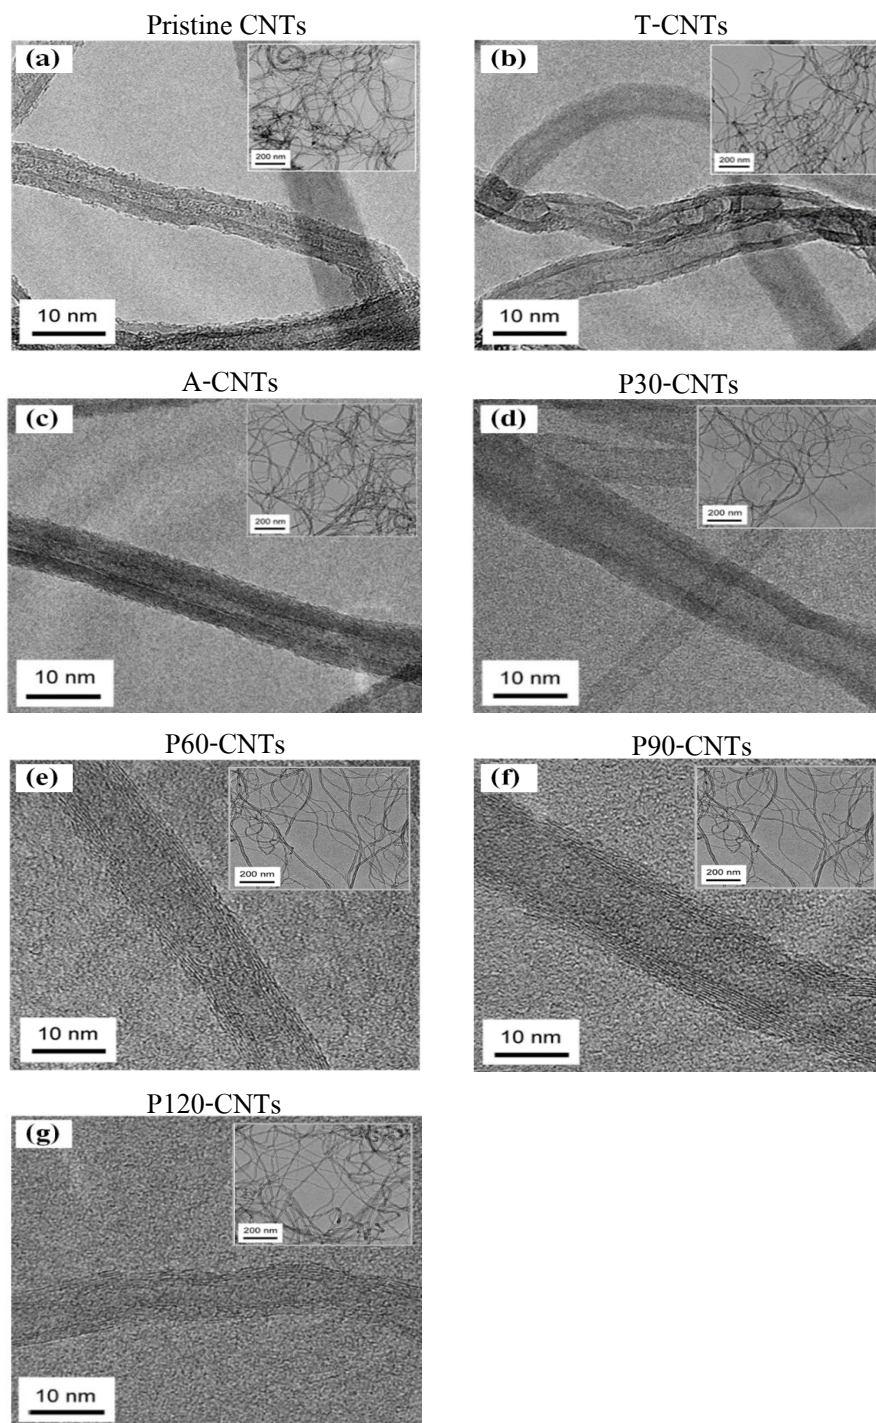 Pristine CNTs
T-CNTs
(a)
200 nm
10 nm
(b)
200 nm
10 nm
A-CNTs
P30-CNTs
(c)
200 nm
10 nm
(d)
200 nm
10 nm
P60-CNTs
P90-CNTs
(e)
200 nm
10 nm
(f)
200 nm
10 nm
P120-CNTs
(g)
200 nm
10 nm